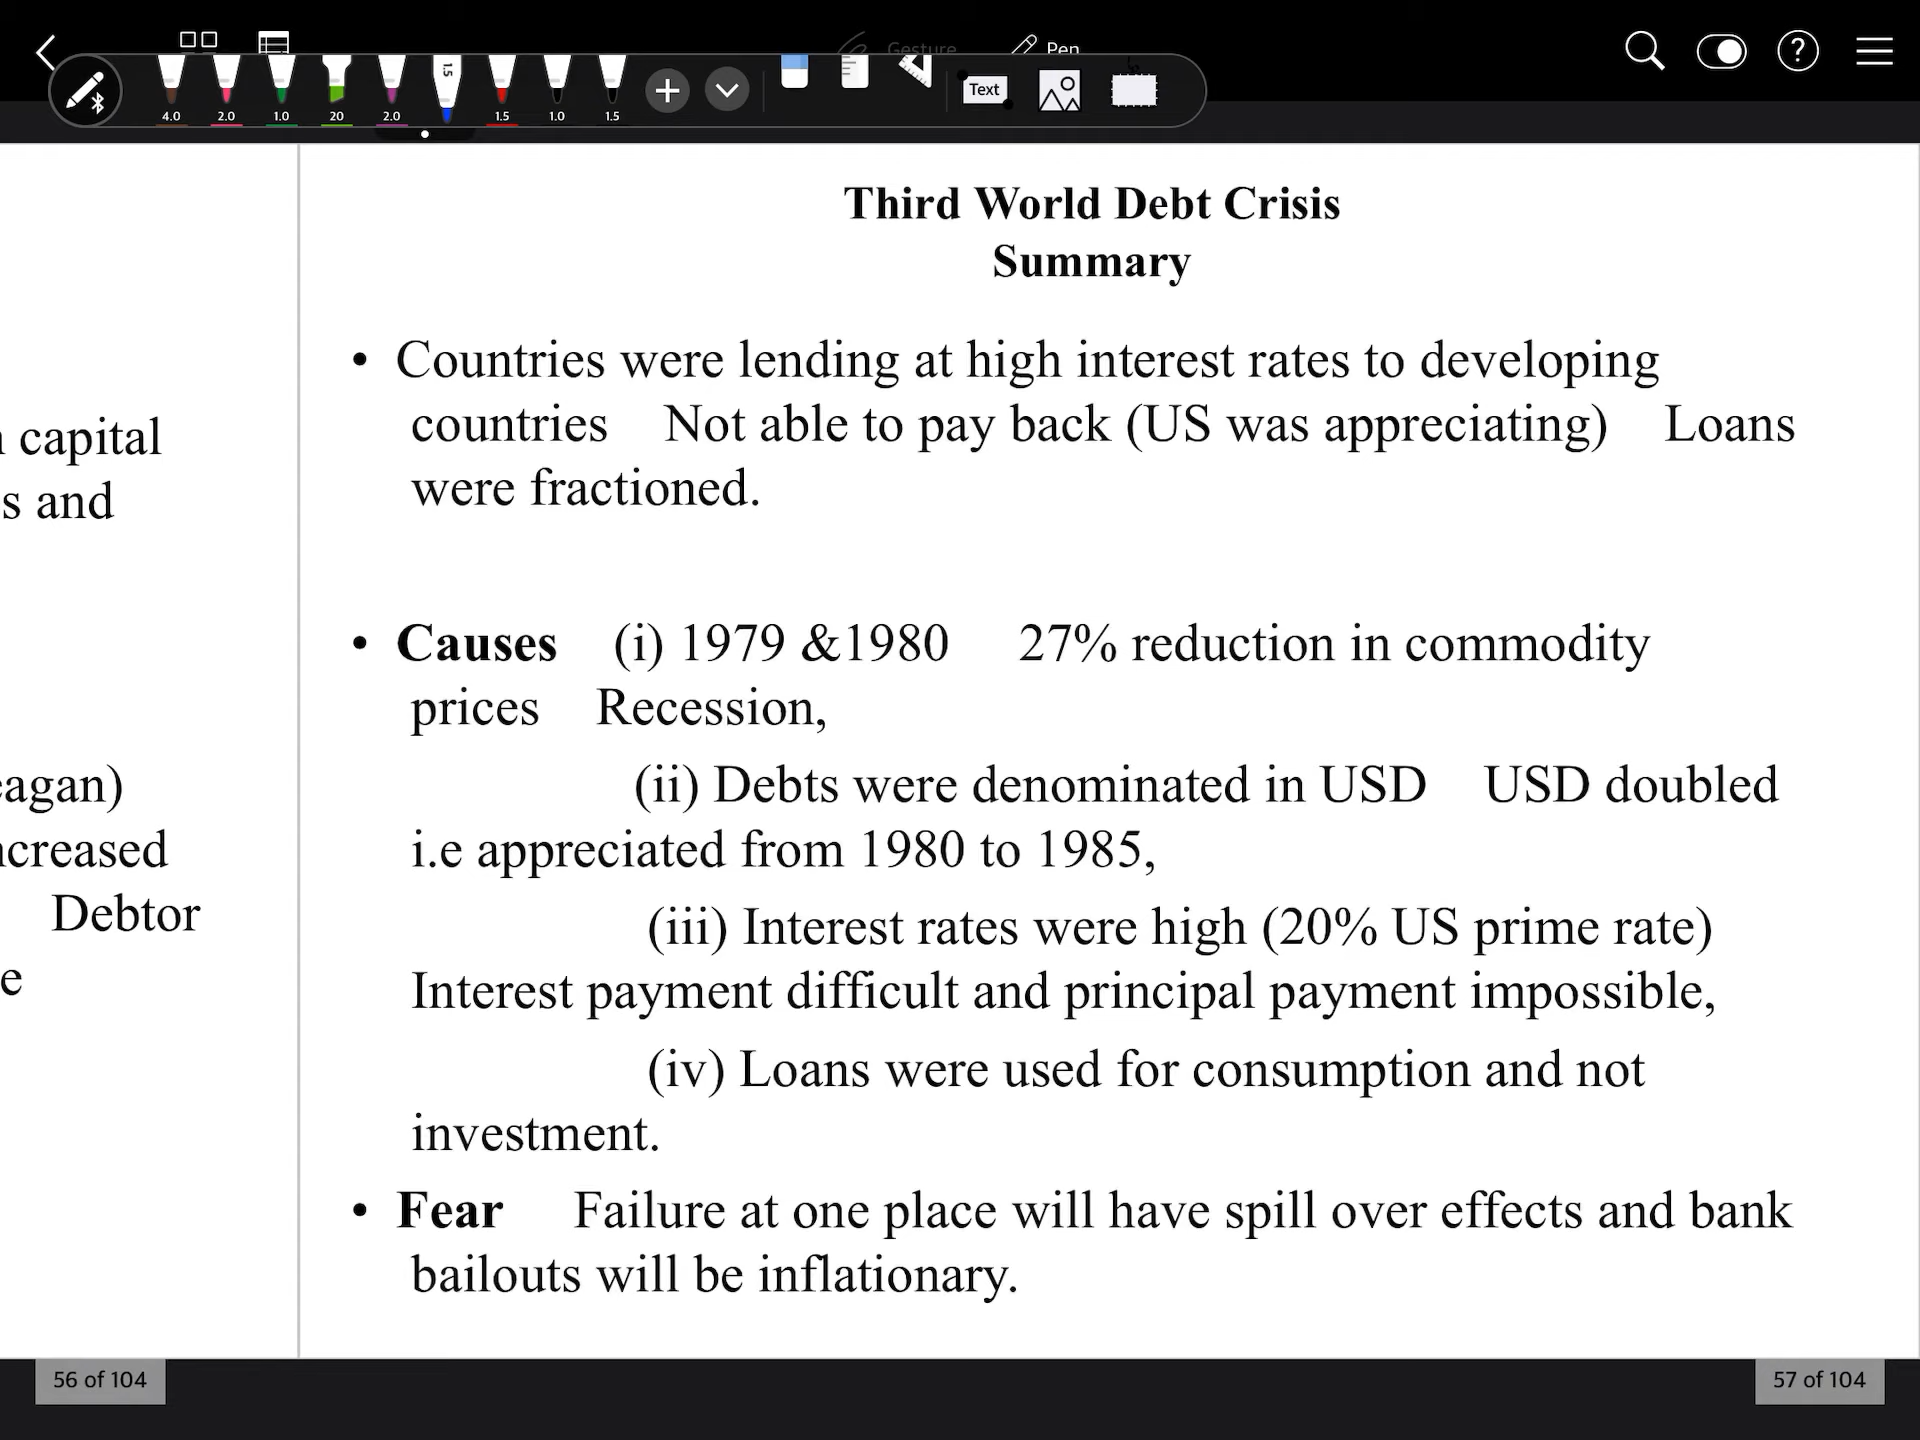 Gesture
Pen
1.5
4.0
2.0
1.0
20
2.0
1.5
1.0
1.5
Text
capital
s and
eagan)
creased
Debtor
e
Third World Debt Crisis
Summary
• Countries were lending at high interest rates to developing
countries Not able to pay back (US was appreciating) Loans
were fractioned.
• Causes (i) 1979 &1980 27% reduction in commodity
prices Recession,
(ii) Debts were denominated in USD USD doubled
i.e appreciated from 1980 to 1985,
(iii) Interest rates were high (20% US prime rate)
Interest payment difficult and principal payment impossible,
(iv) Loans were used for consumption and not
investment.
• Fear Failure at one place will have spill over effects and bank
bailouts will be inflationary.
56 of 104
57 of 104